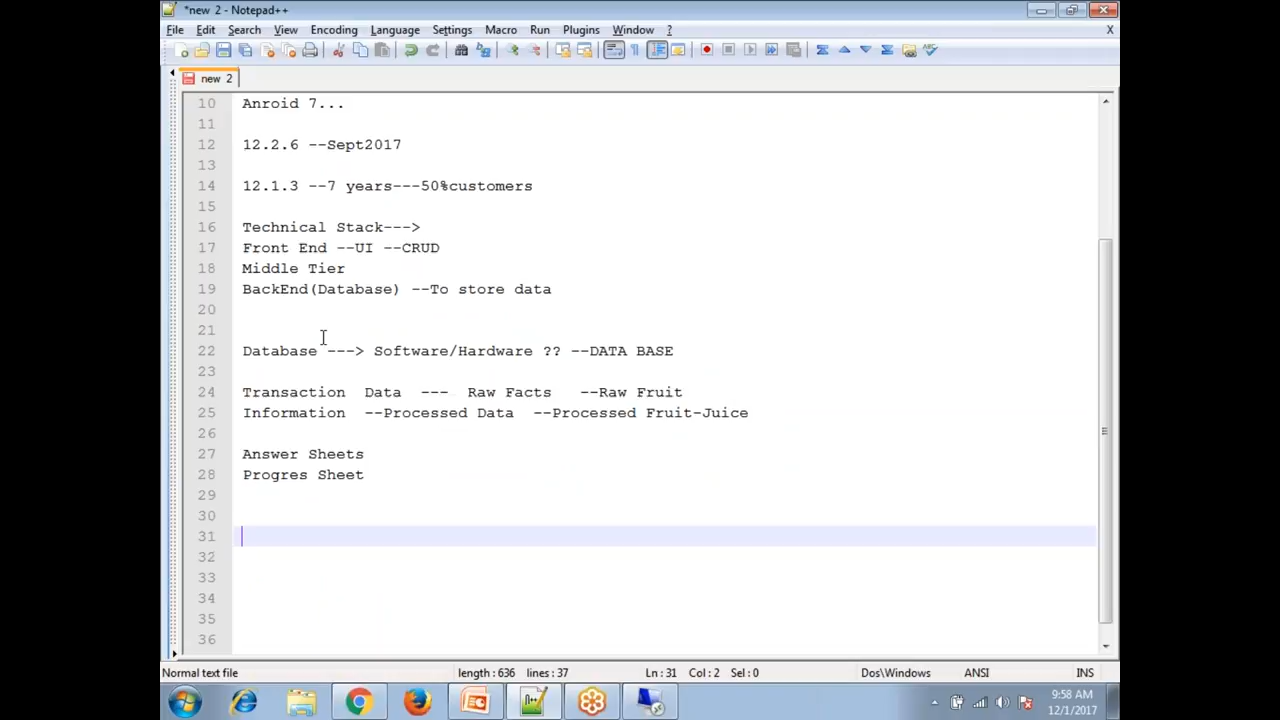 *new 2 - Notepad++
File Edit Search View Encoding Language Settings Macro Run Plugins Window ? X
new 2
10 Anroid 7...
11
12 12.2.6 --Sept2017
13
14 12.1.3 --7 years---50%customers
15
16 Technical Stack--->
17 Front End --UI --CRUD
18 Middle Tier
19 BackEnd(Database) --To store data
20
21
22 Database ---> Software/Hardware ?? --DATA BASE
23
24 Transaction Data --- Raw Facts --Raw Fruit
25 Information --Processed Data --Processed Fruit-Juice
26
27 Answer Sheets
28 Progres Sheet
29
30
31
32
33
34
35
36
Normal text file length : 636 lines : 37 Ln : 31 Col : 2 Sel : 0 Dos\Windows ANSI INS
9:58 AM
12/1/2017